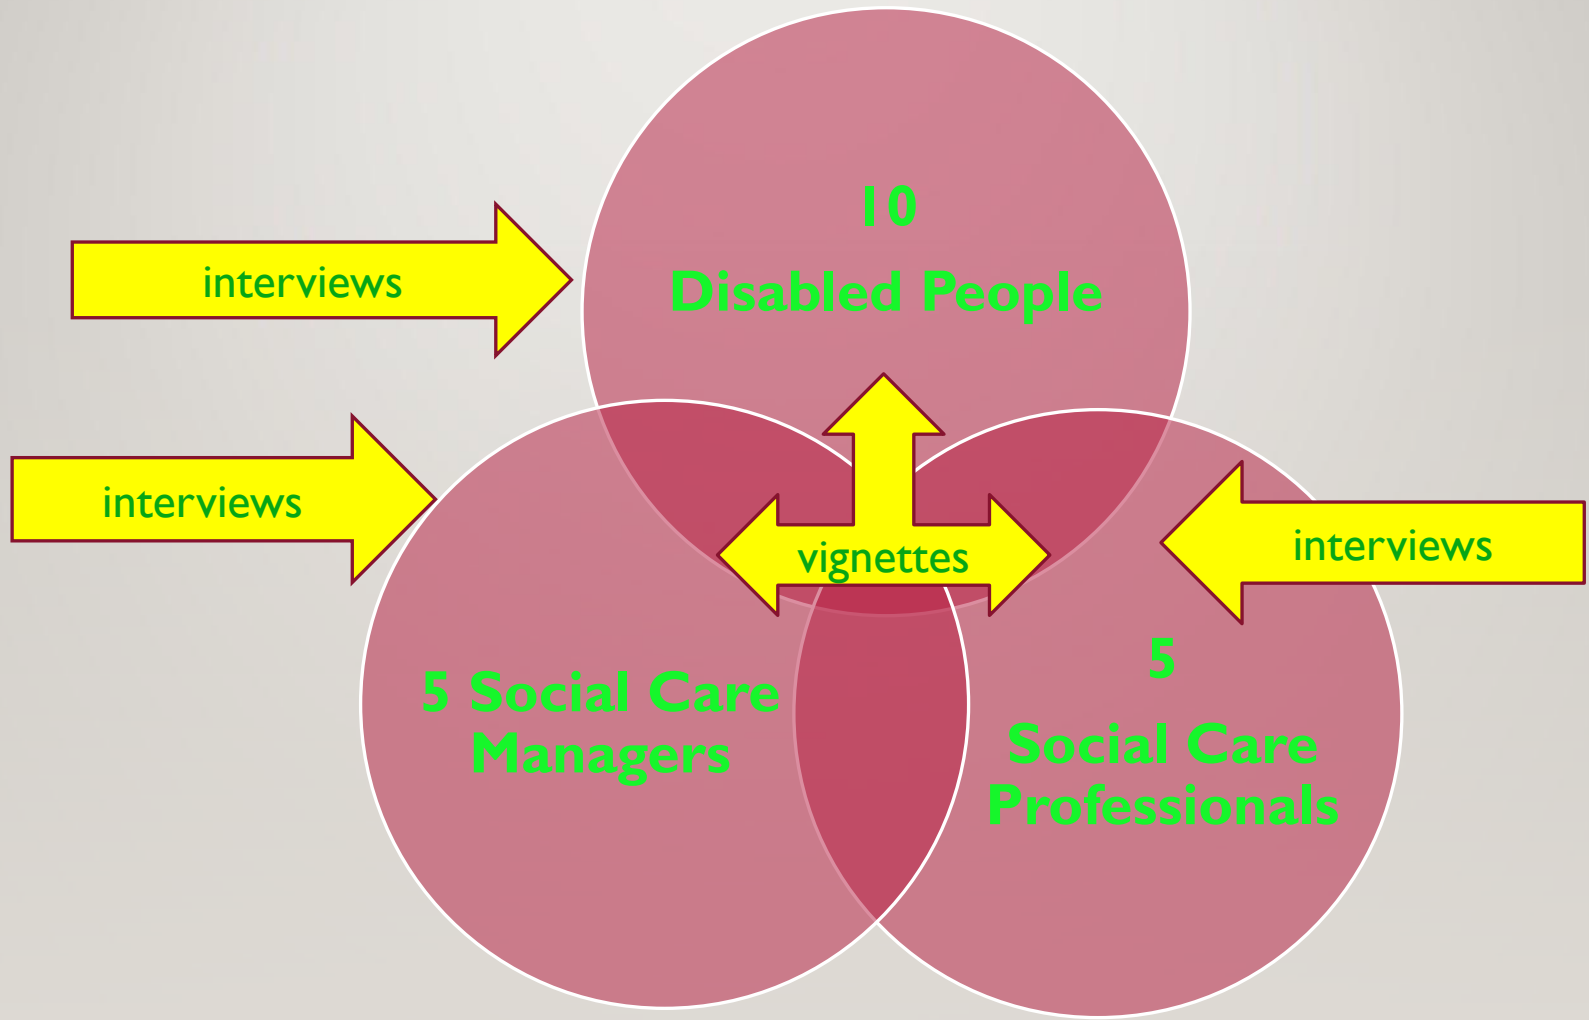 10
Disabled People
interviews
interviews
vignettes
interviews
5 Social Care
Managers
5
Social Care
Professionals